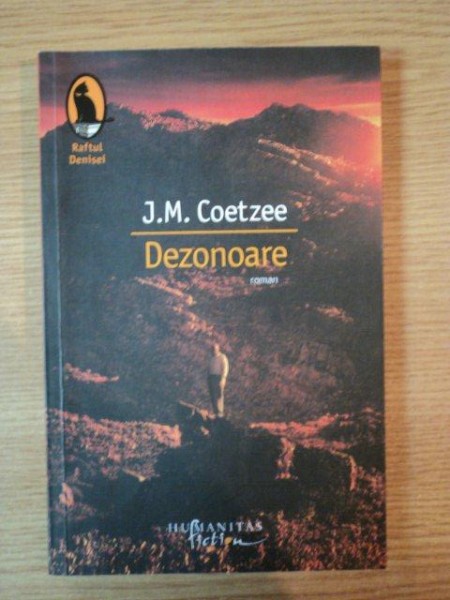 Raftul
Denisei
J.M. Coetzee
Dezonoare
roman
HUMANITAS
fiction